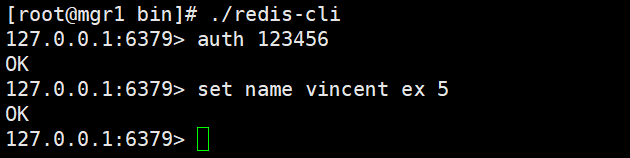 [root@mgr1 bin]# ./redis-cli
127.0.0.1:6379> auth 123456
OK
127.0.0.1:6379> set name vincent ex 5
OK
127.0.0.1:6379>